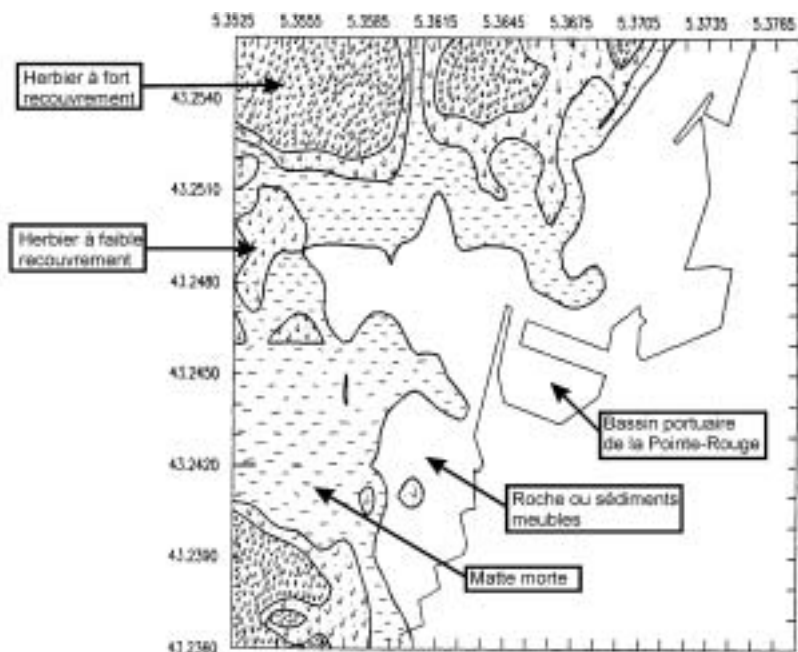 5.3525 5.3555 5.3585 5.3615 5.3645 5.3675 5.3705 5.3735 5.3765
Herbier à fort
recouvrement
43.2540
43.2510
Herbier à faible
recouvrement
43.2480
43.2450
Bassin portuaire
de la Pointe-Rouge
43.2420
Roche ou sédiments
meubles
43.2390
Matte morte
43.2360